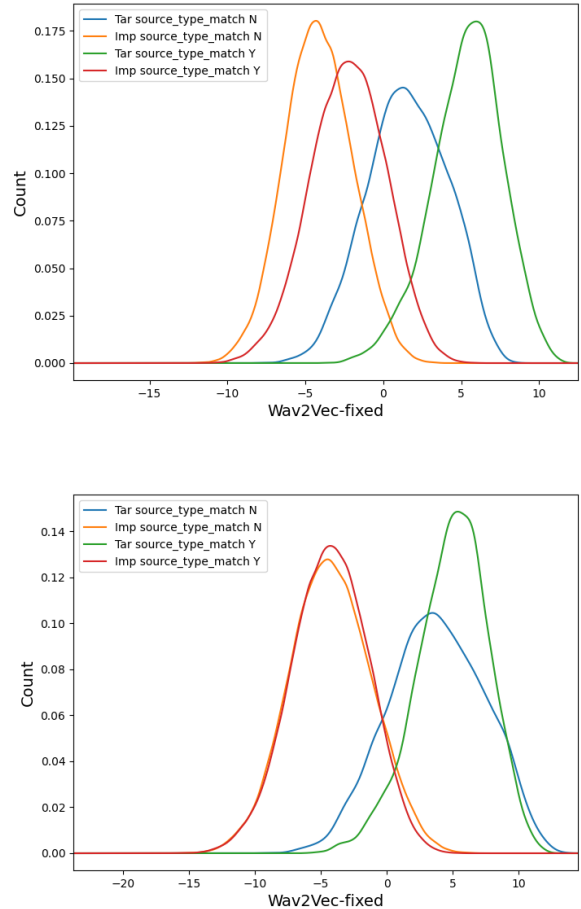 Tar source_type_match N
Imp source_type_match N
Tar source_type_match Y
Imp source_type_match Y
0.175
0.150
0.125
0.100
0.075
0.050
0.025
0.000
Count
−15
−10
−5
0
5
10
Wav2Vec-fixed
Tar source_type_match N
Imp source_type_match N
Tar source_type_match Y
Imp source_type_match Y
0.14
0.12
0.10
0.08
0.06
0.04
0.02
0.00
Count
−20
−15
−10
−5
0
5
10
Wav2Vec-fixed